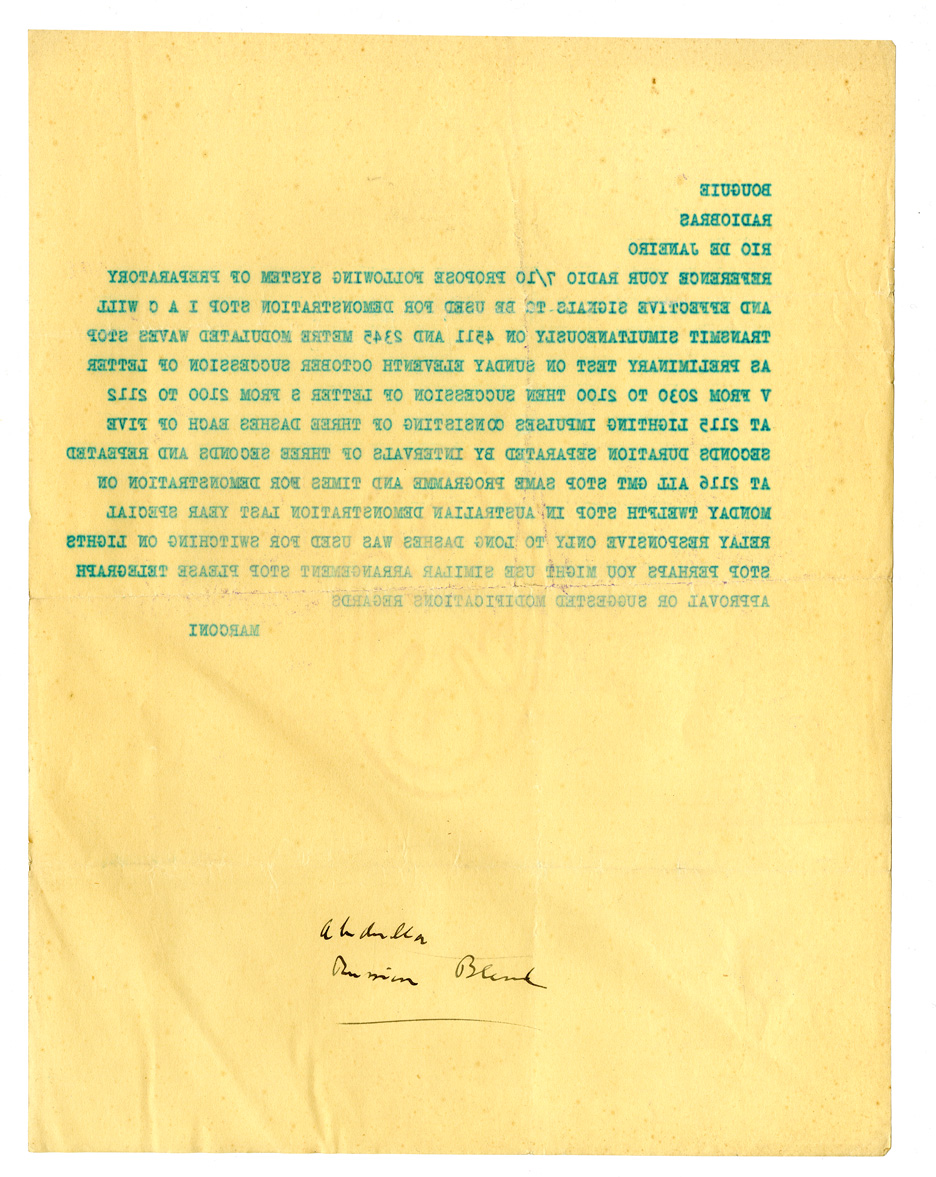 BOUGUIE
RADIOBRAS
RIO DE JANEIRO
REFERENCE YOUR RADIO 7/10 PROPOSE FOLLOWING SYSTEM OF PREPARATORY
AND EFFECTIVE SIGNALS TO BE USED FOR DEMONSTRATION STOP I A C WILL
TRANSMIT SIMULTANEOUSLY ON 4511 AND 2345 METRE MODULATED WAVES STOP
AS PRELIMINARY TEST ON SUNDAY ELEVENTH OCTOBER SUCCESSION OF LETTER
V FROM 2030 TO 2100 THEN SUCCESSION OF LETTER S FROM 2100 TO 2112
AT 2115 LIGHTING IMPULSES CONSISTING OF THREE DASHES EACH OF FIVE
SECONDS DURATION SEPARATED BY INTERVALS OF THREE SECONDS AND REPEATED
AT 2116 ALL GMT STOP SAME PROGRAMME AND TIMES FOR DEMONSTRATION ON
MONDAY TWELFTH STOP IN AUSTRALIAN DEMONSTRATION LAST YEAR SPECIAL
RELAY RESPONSIVE ONLY TO LONG DASHES WAS USED FOR SWITCHING ON LIGHTS
STOP PERHAPS YOU MIGHT USE SIMILAR ARRANGEMENT STOP PLEASE TELEGRAPH
APPROVAL OR SUGGESTED MODIFICATIONS REGARDS
MARCONI
Abdulla
Russian Blend